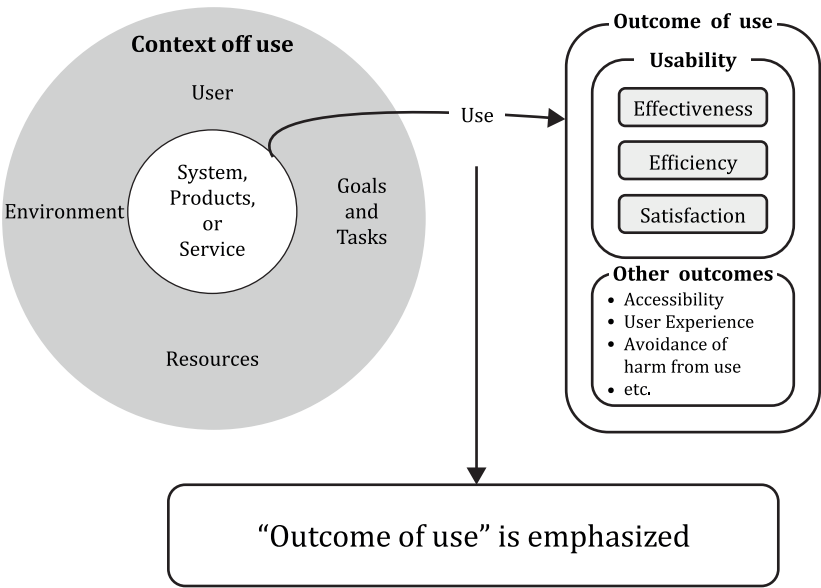 Context off use
User
Environment
System,
Products,
or
Service
Goals
and
Tasks
Resources
Use
Outcome of use
Usability
Effectiveness
Efficiency
Satisfaction
Other outcomes
• Accessibility
• User Experience
• Avoidance of
harm from use
• etc.
“Outcome of use” is emphasized